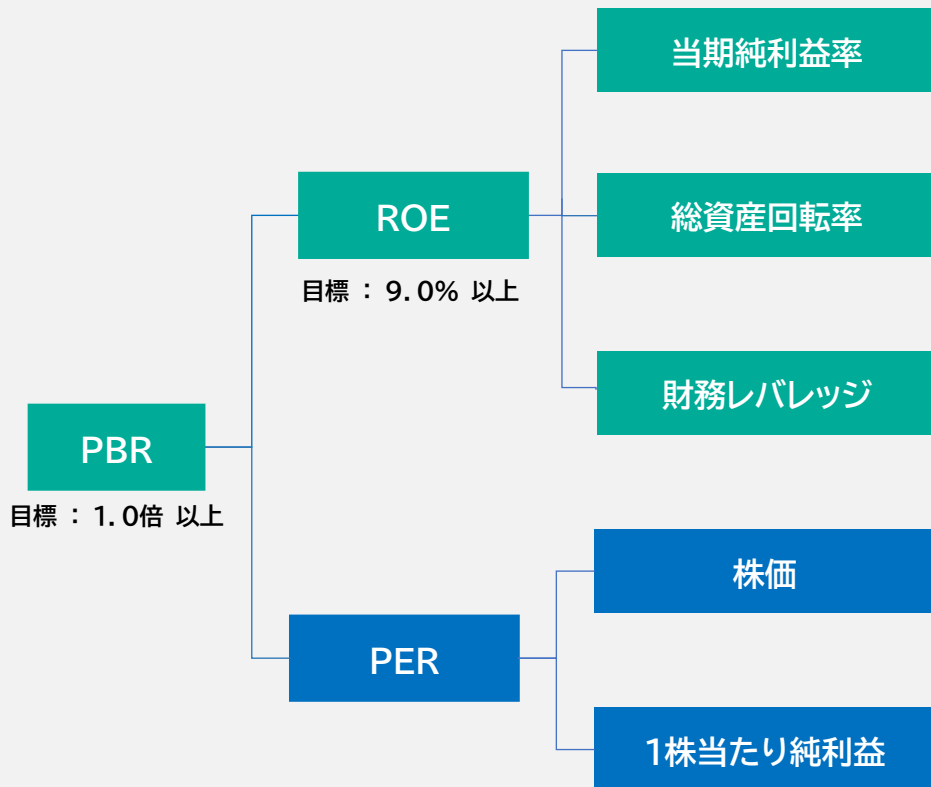 当期純利益率
ROE
総資産回転率
目標 : 9.0% 以上
財務レバレッジ
PBR
目標 : 1.0倍 以上
株価
PER
1株当たり純利益